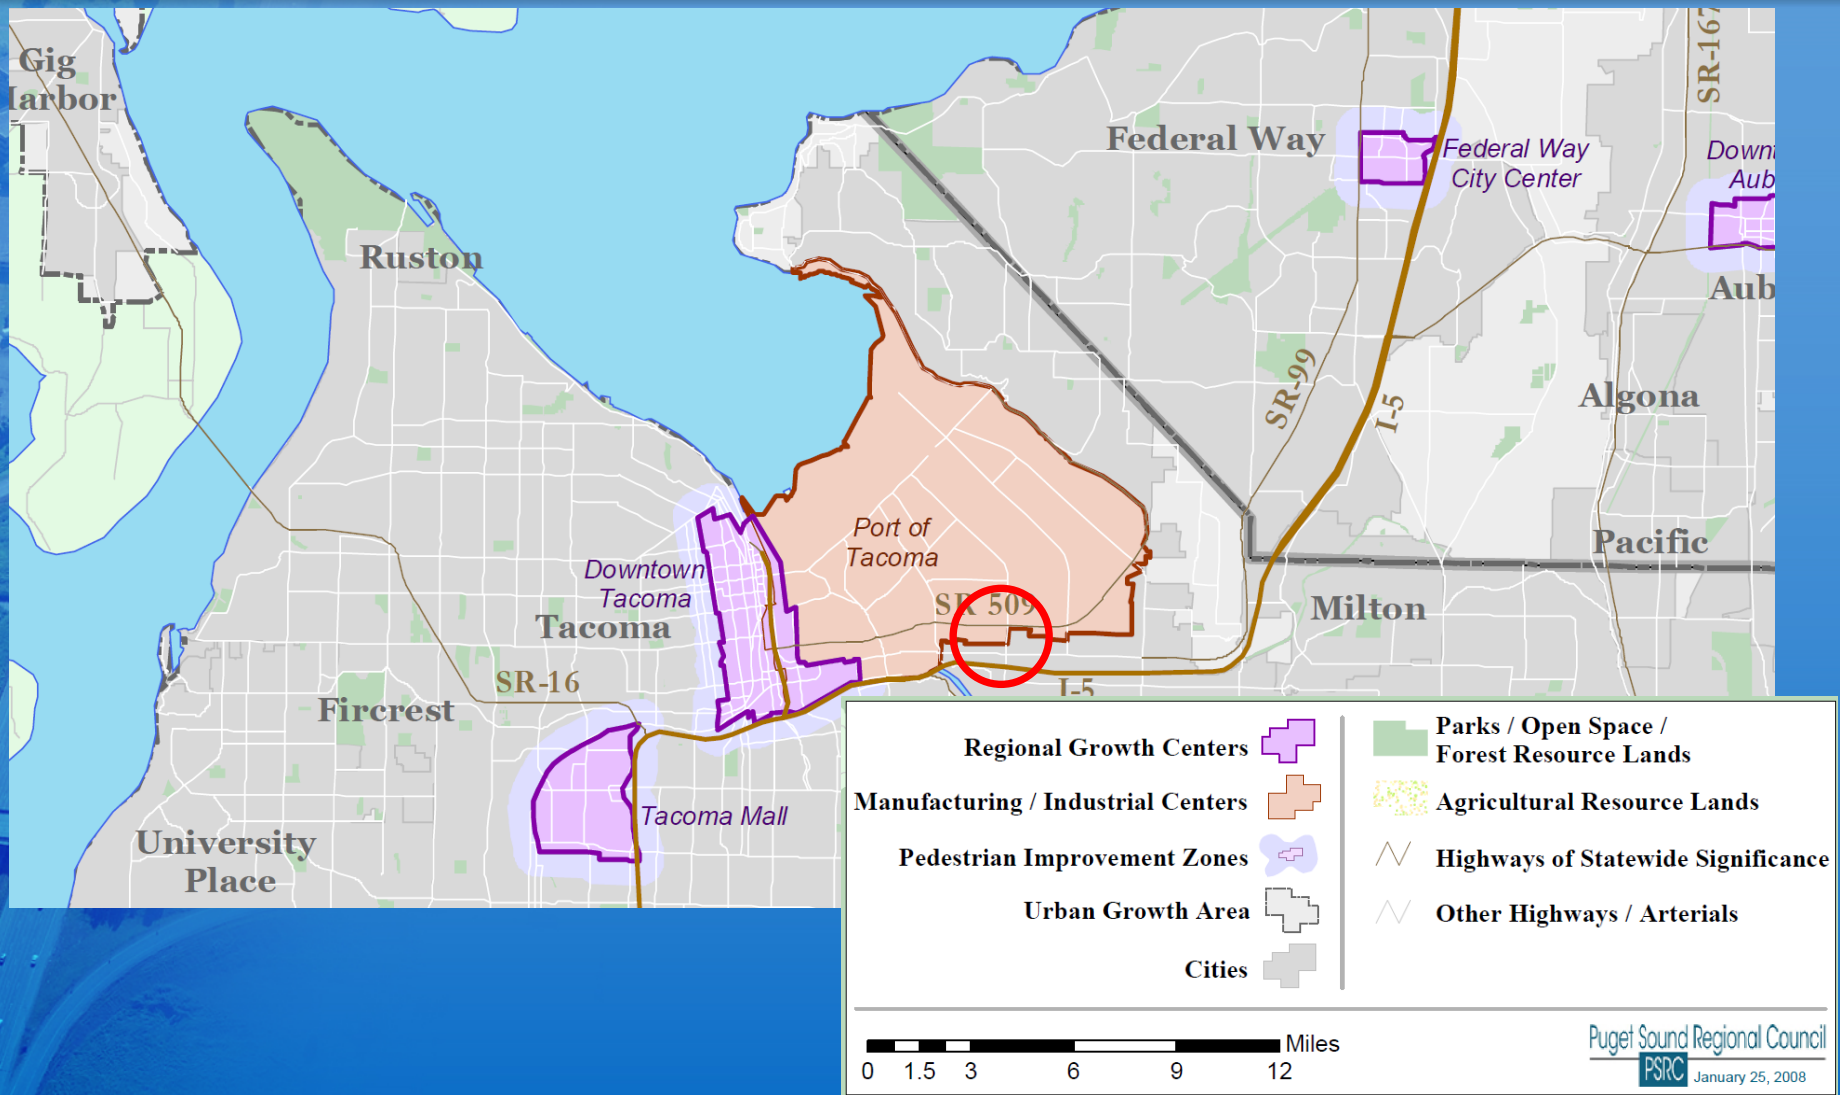 Gig
Harbor
SR-167
Federal Way
Federal Way
City Center
Ruston
SR-99
I-5
Algona
Port of
Tacoma
Downtown
Tacoma
Tacoma
SR 509
Pacific
Milton
SR-16
I-5
Fircrest
Tacoma Mall
University
Place
Regional Growth Centers
Manufacturing / Industrial Centers
Pedestrian Improvement Zones
Urban Growth Area
Cities
Parks / Open Space /
Forest Resource Lands
Agricultural Resource Lands
Highways of Statewide Significance
Other Highways / Arterials
Miles
0 1.5 3 6 9 12
Puget Sound Regional Council
PSRC
January 25, 2008